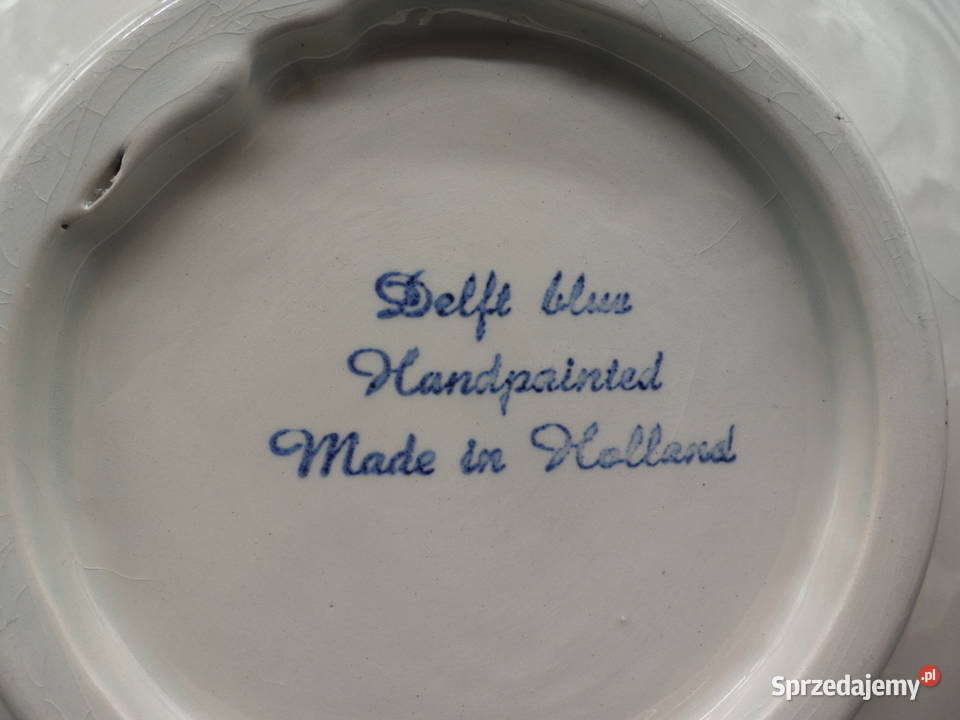 Delft blue
Handpainted
Made in Holland
Sprzedajemy.pl